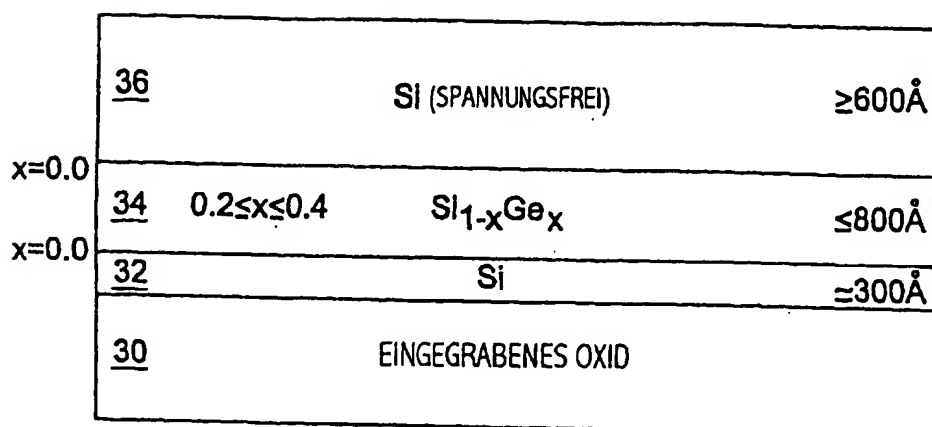 36 Si (SPANNUNGSFREI) ≥600Å
x=0.0
34 0.2≤x≤0.4 Si1-xGex ≤800Å
x=0.0
32 Si ≃300Å
30 EINGEGRABENES OXID